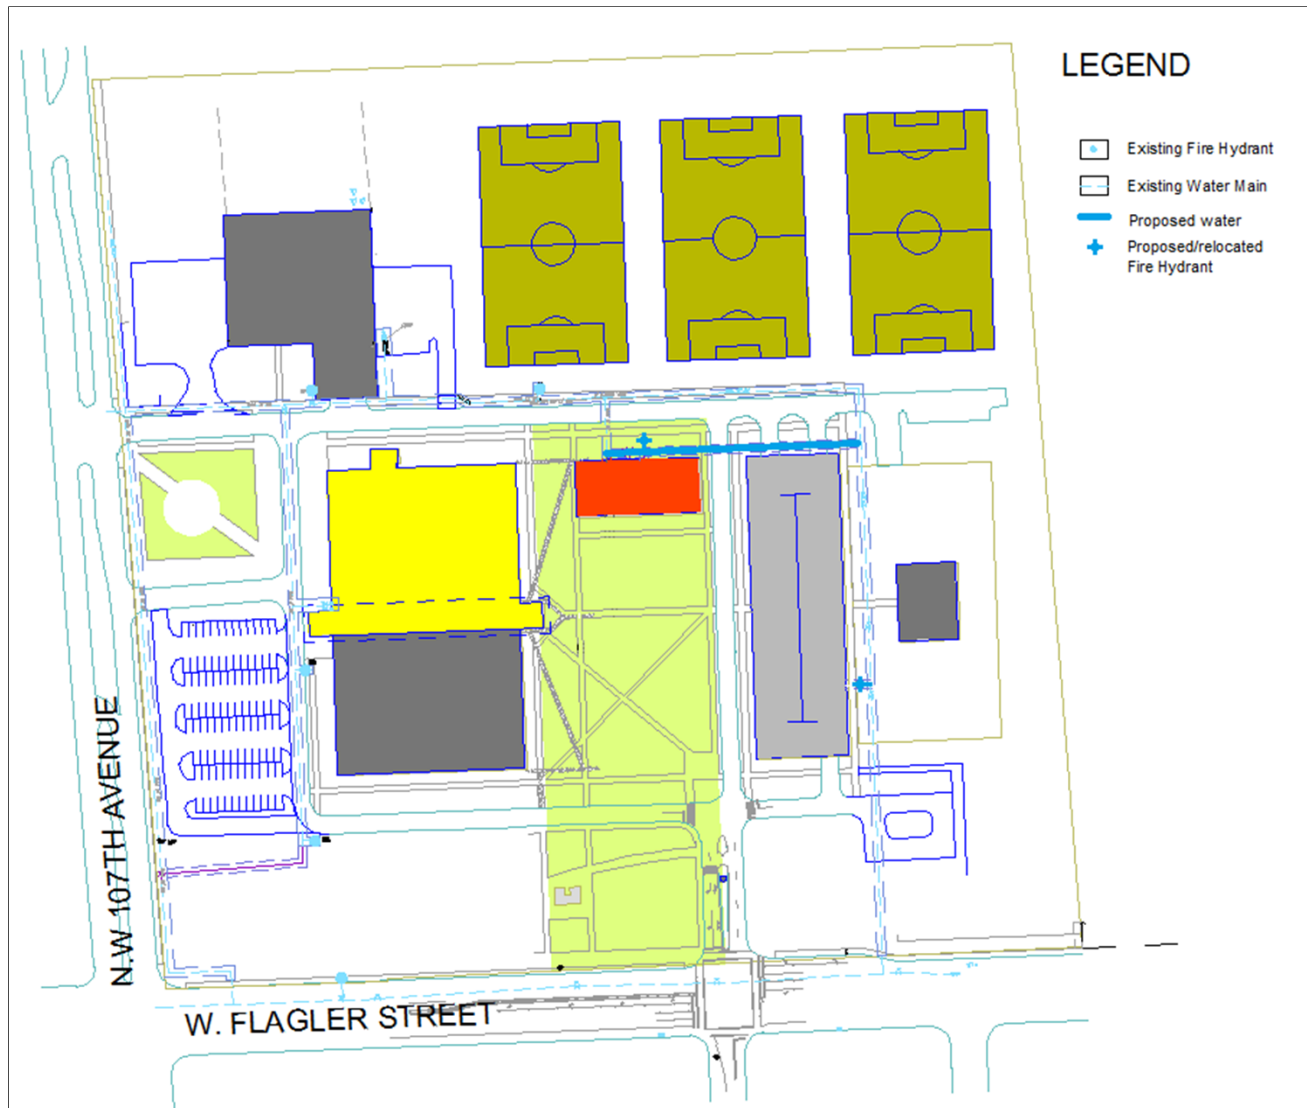 LEGEND
Existing Fire Hydrant
Existing Water Main
Proposed water
Proposed/relocated
Fire Hydrant
N.W 107TH AVENUE
W. FLAGLER STREET